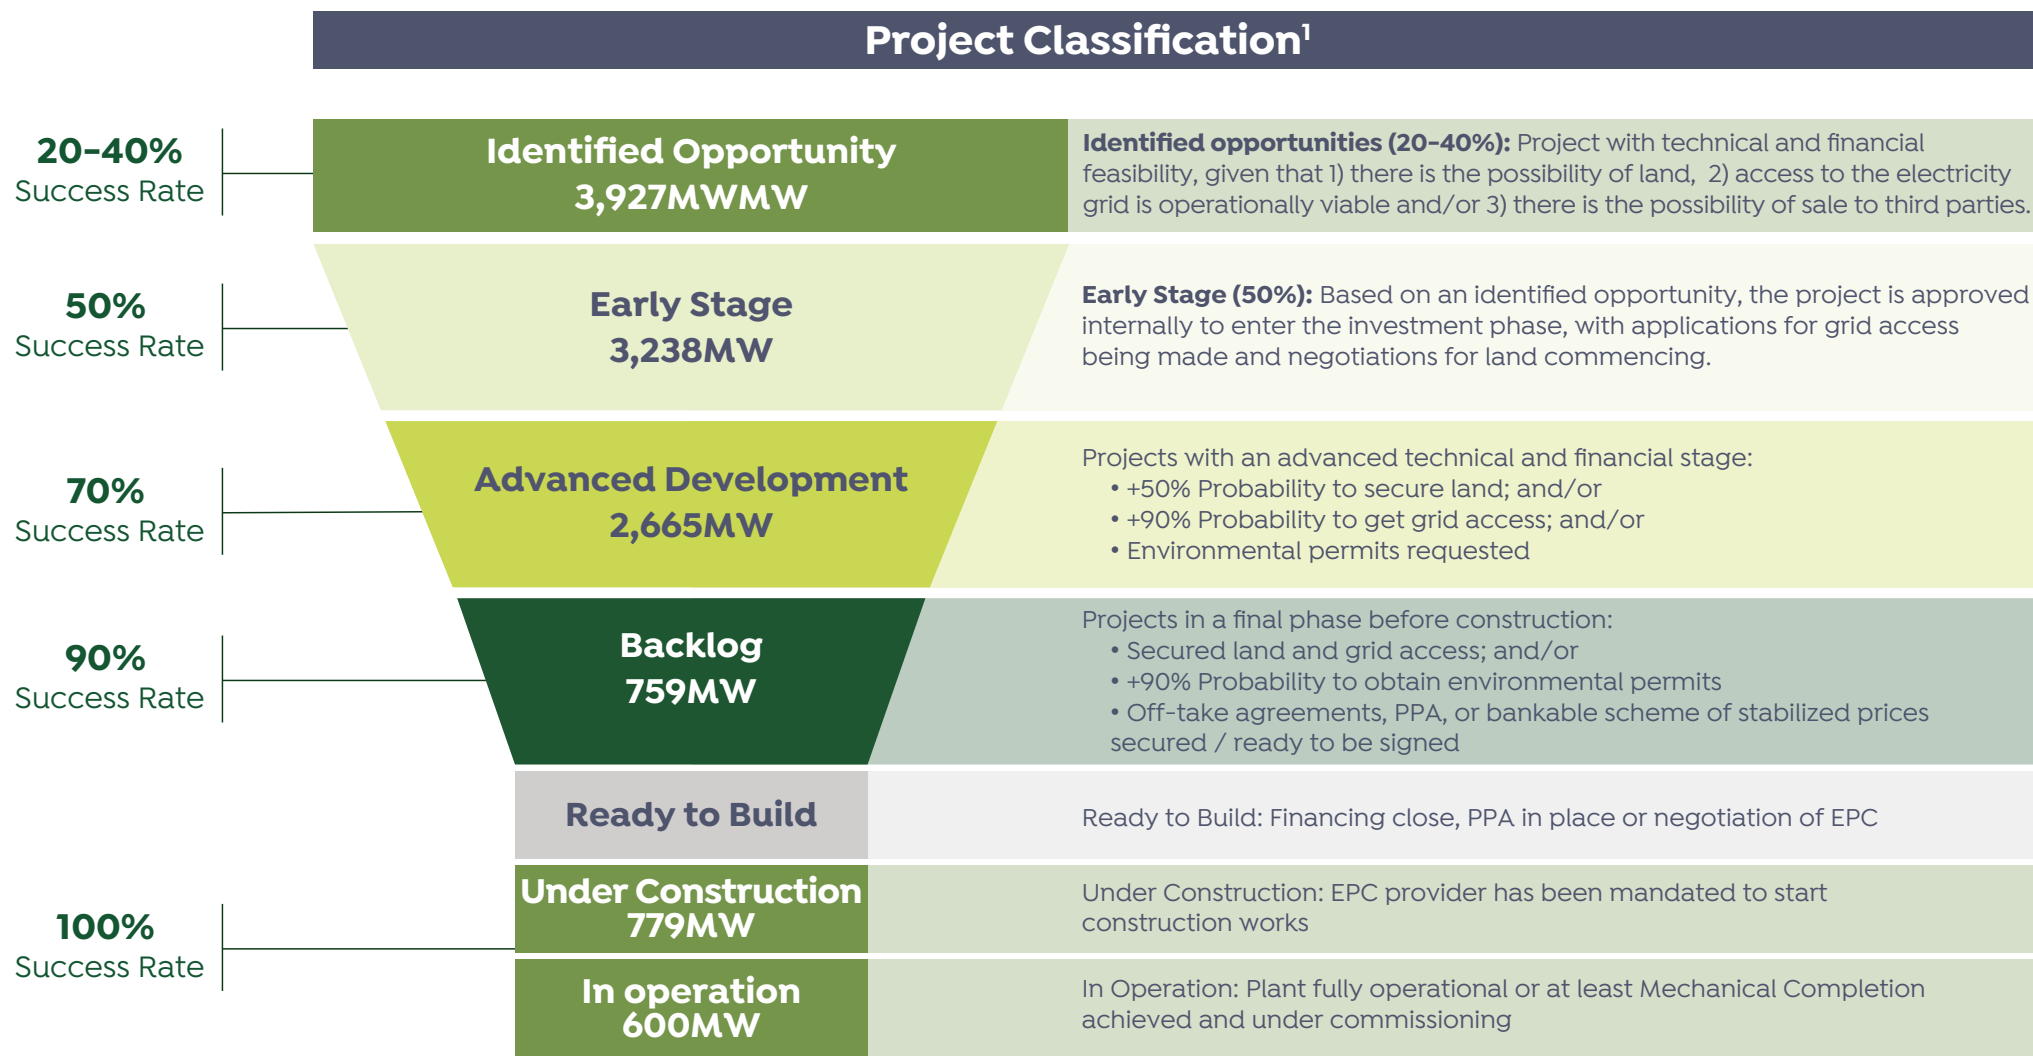 Project Classification¹
20-40%
Success Rate
Identified Opportunity
3,927MWMW
Identified opportunities (20-40%): Project with technical and financial
feasibility, given that 1) there is the possibility of land, 2) access to the electricity
grid is operationally viable and/or 3) there is the possibility of sale to third parties.
50%
Success Rate
Early Stage
3,238MW
Early Stage (50%): Based on an identified opportunity, the project is approved
internally to enter the investment phase, with applications for grid access
being made and negotiations for land commencing.
70%
Success Rate
Advanced Development
2,665MW
Projects with an advanced technical and financial stage:
• +50% Probability to secure land; and/or
• +90% Probability to get grid access; and/or
• Environmental permits requested
90%
Success Rate
Backlog
759MW
Projects in a final phase before construction:
• Secured land and grid access; and/or
• +90% Probability to obtain environmental permits
• Off-take agreements, PPA, or bankable scheme of stabilized prices
secured / ready to be signed
Ready to Build
Ready to Build: Financing close, PPA in place or negotiation of EPC
100%
Success Rate
Under Construction
779MW
Under Construction: EPC provider has been mandated to start
construction works
In operation
600MW
In Operation: Plant fully operational or at least Mechanical Completion
achieved and under commissioning